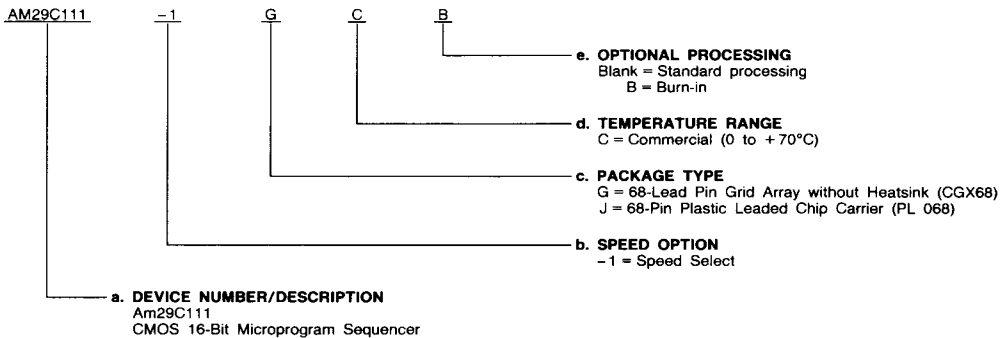 AM29C111 -1 G C B
e. OPTIONAL PROCESSING
Blank = Standard processing
B = Burn-in
d. TEMPERATURE RANGE
C = Commercial (0 to +70°C)
c. PACKAGE TYPE
G = 68-Lead Pin Grid Array without Heatsink (CGX68)
J = 68-Pin Plastic Leaded Chip Carrier (PL 068)
b. SPEED OPTION
-1 = Speed Select
a. DEVICE NUMBER/DESCRIPTION
Am29C111
CMOS 16-Bit Microprogram Sequencer